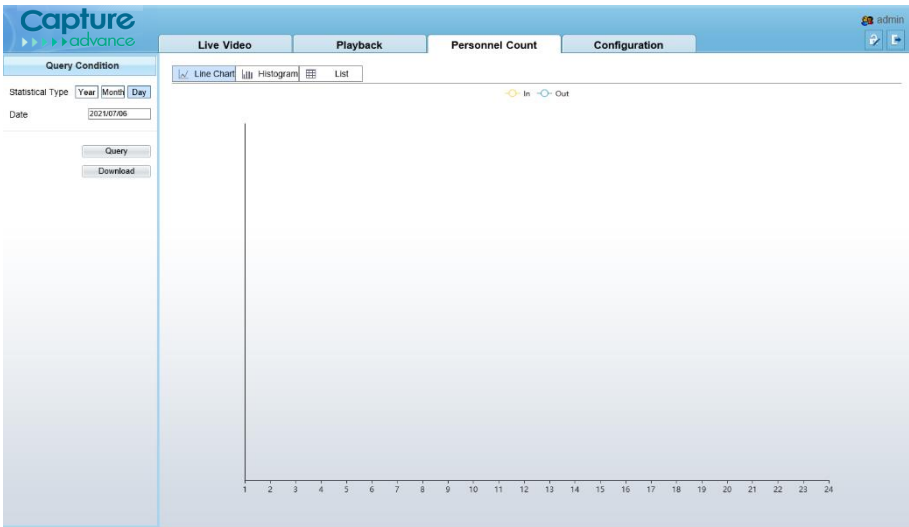 Capture
advance
admin
Live Video
Playback
Personnel Count
Configuration
Query Condition
Statistical Type Year Month Day
Date 2021/07/06
Query
Download
Line Chart Histogram List
In Out
1 2 3 4 5 6 7 8 9 10 11 12 13 14 15 16 17 18 19 20 21 22 23 24